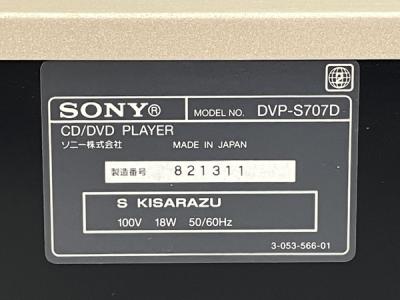 2
SONY® MODEL NO. DVP-S707D
CD/DVD PLAYER
ソニー株式会社 MADE IN JAPAN
製造番号 821311
S KISARAZU
100V 18W 50/60Hz
3-053-566-01